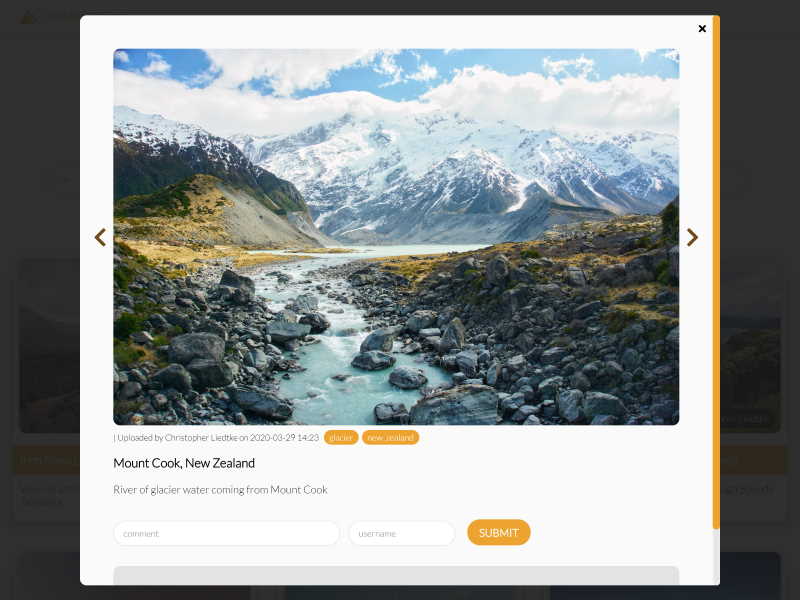 | Uploaded by Christopher Liedtke on 2020-03-29 14:23 glacier new_zealand
Mount Cook, New Zealand
River of glacier water coming from Mount Cook
comment
username
SUBMIT